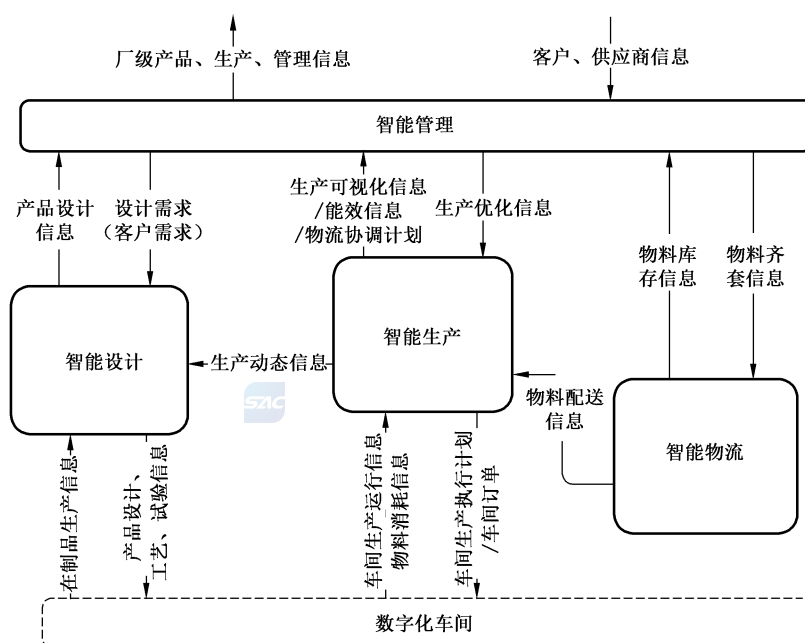 厂级产品、生产、管理信息
客户、供应商信息
智能管理
产品设计
信息
设计需求
（客户需求）
生产可视化信息
/能效信息
/物流协调计划
生产优化信息
物料库
存信息
物料齐
套信息
智能设计
生产动态信息
智能生产
物料配送
信息
智能物流
SAC
在制品生产信息
产品设计、
工艺、试验信息
车间生产运行信息
物料消耗信息
车间生产执行计划
/车间订单
数字化车间